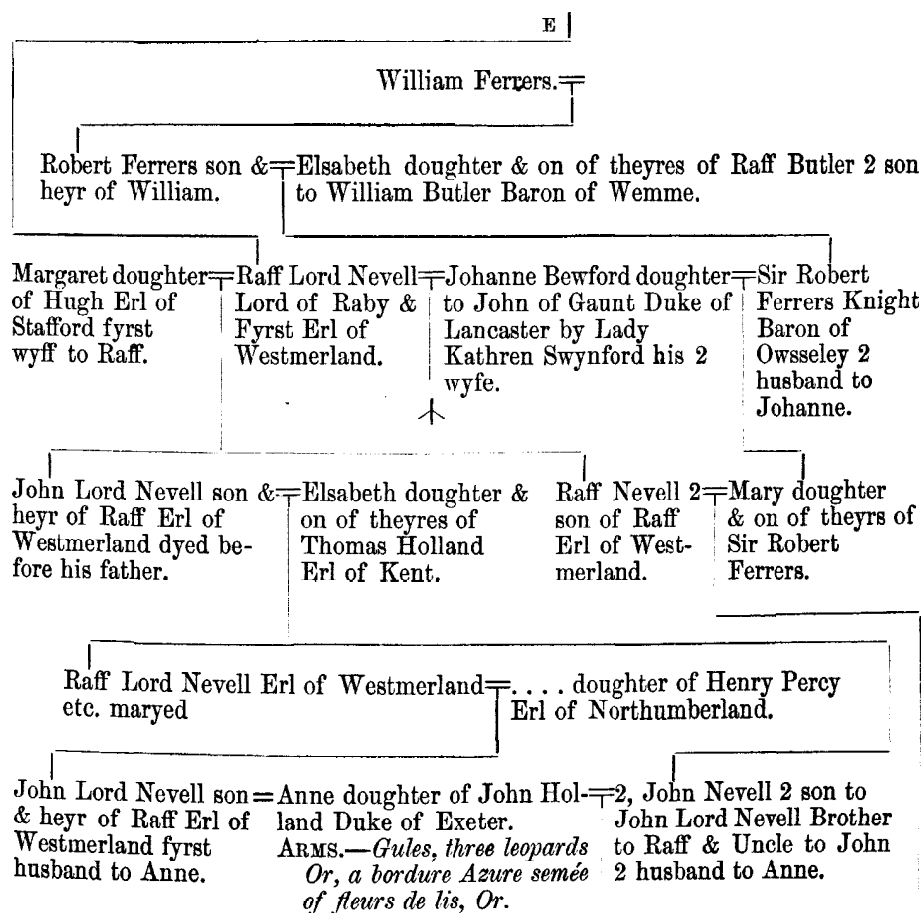 E
William Ferrers.
Robert Ferrers son &
heyr of William.
Elsabeth doughter & on of theyres of Raff Butler 2 son
to William Butler Baron of Wemme.
Margaret doughter
of Hugh Erl of
Stafford fyrst
wyff to Raff.
Raff Lord Nevell
Lord of Raby &
Fyrst Erl of
Westmerland.
Johanne Bewford doughter
to John of Gaunt Duke of
Lancaster by Lady
Kathren Swynford his 2
wyfe.
Sir Robert
Ferrers Knight
Baron of
Owsseley 2
husband to
Johanne.
John Lord Nevell son &
heyr of Raff Erl of
Westmerland dyed be-
fore his father.
Elsabeth doughter &
on of theyres of
Thomas Holland
Erl of Kent.
Raff Nevell 2
son of Raff
Erl of West-
merland.
Mary doughter
& on of theyrs of
Sir Robert
Ferrers.
Raff Lord Nevell Erl of Westmerland
etc. maryed
. . . . doughter of Henry Percy
Erl of Northumberland.
John Lord Nevell son
& heyr of Raff Erl of
Westmerland fyrst
husband to Anne.
= Anne doughter of John Hol-
land Duke of Exeter.
ARMS.—Gules, three leopards
Or, a bordure Azure semée
of fleurs de lis, Or.
2, John Nevell 2 son to
John Lord Nevell Brother
to Raff & Uncle to John
2 husband to Anne.